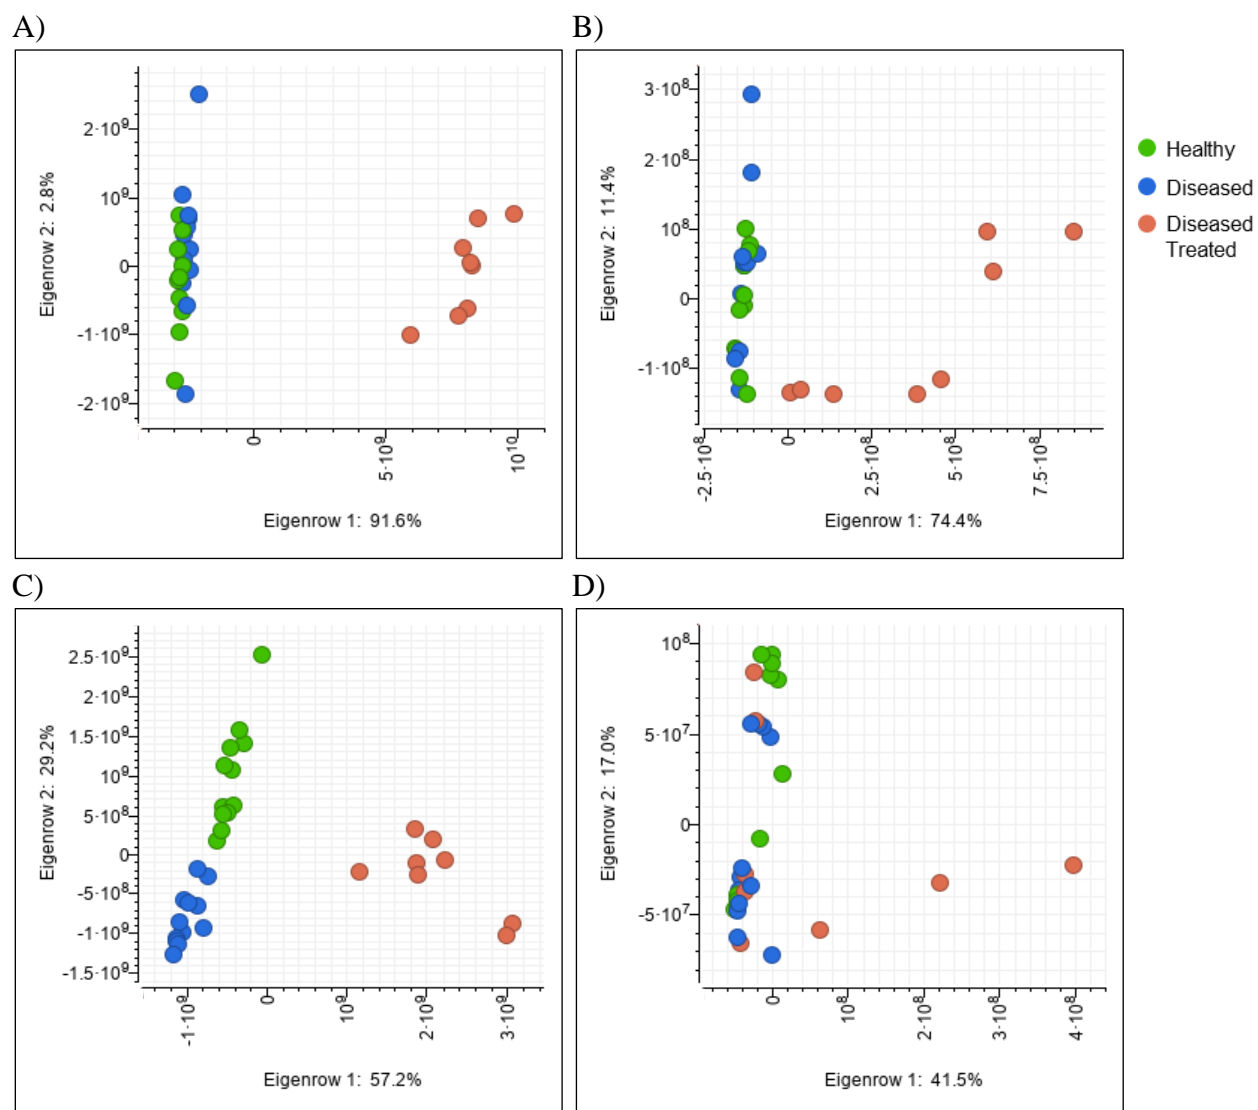 A)
B)
2·10⁹
10⁹
0
-1·10⁹
-2·10⁹
Eigenrow 2: 2.8%
0
5·10⁹
10¹⁰
Eigenrow 1: 91.6%
3·10⁸
2·10⁸
10⁸
0
-1·10⁸
Eigenrow 2: 11.4%
-2.5·10⁸
0
2.5·10⁸
5·10⁸
7.5·10⁸
Eigenrow 1: 74.4%
Healthy
Diseased
Diseased
Treated
C)
D)
2.5·10⁹
2·10⁹
1.5·10⁹
10⁹
5·10⁸
0
-5·10⁸
-1·10⁹
-1.5·10⁹
Eigenrow 2: 29.2%
-1·10⁹
0
10⁹
2·10⁹
3·10⁹
Eigenrow 1: 57.2%
10⁸
5·10⁷
0
-5·10⁷
Eigenrow 2: 17.0%
0
10⁸
2·10⁸
3·10⁸
4·10⁸
Eigenrow 1: 41.5%